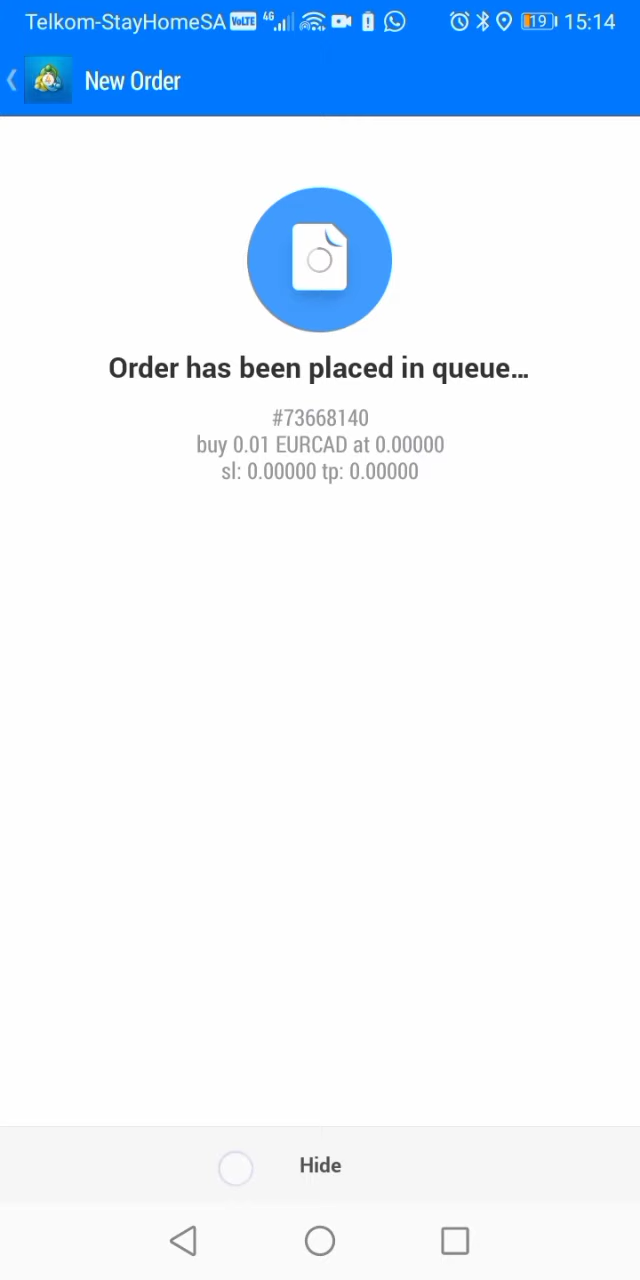 Telkom-StayHomeSA VoLTE 4G 19 15:14
New Order
Order has been placed in queue...
#73668140
buy 0.01 EURCAD at 0.00000
sl: 0.00000 tp: 0.00000
Hide